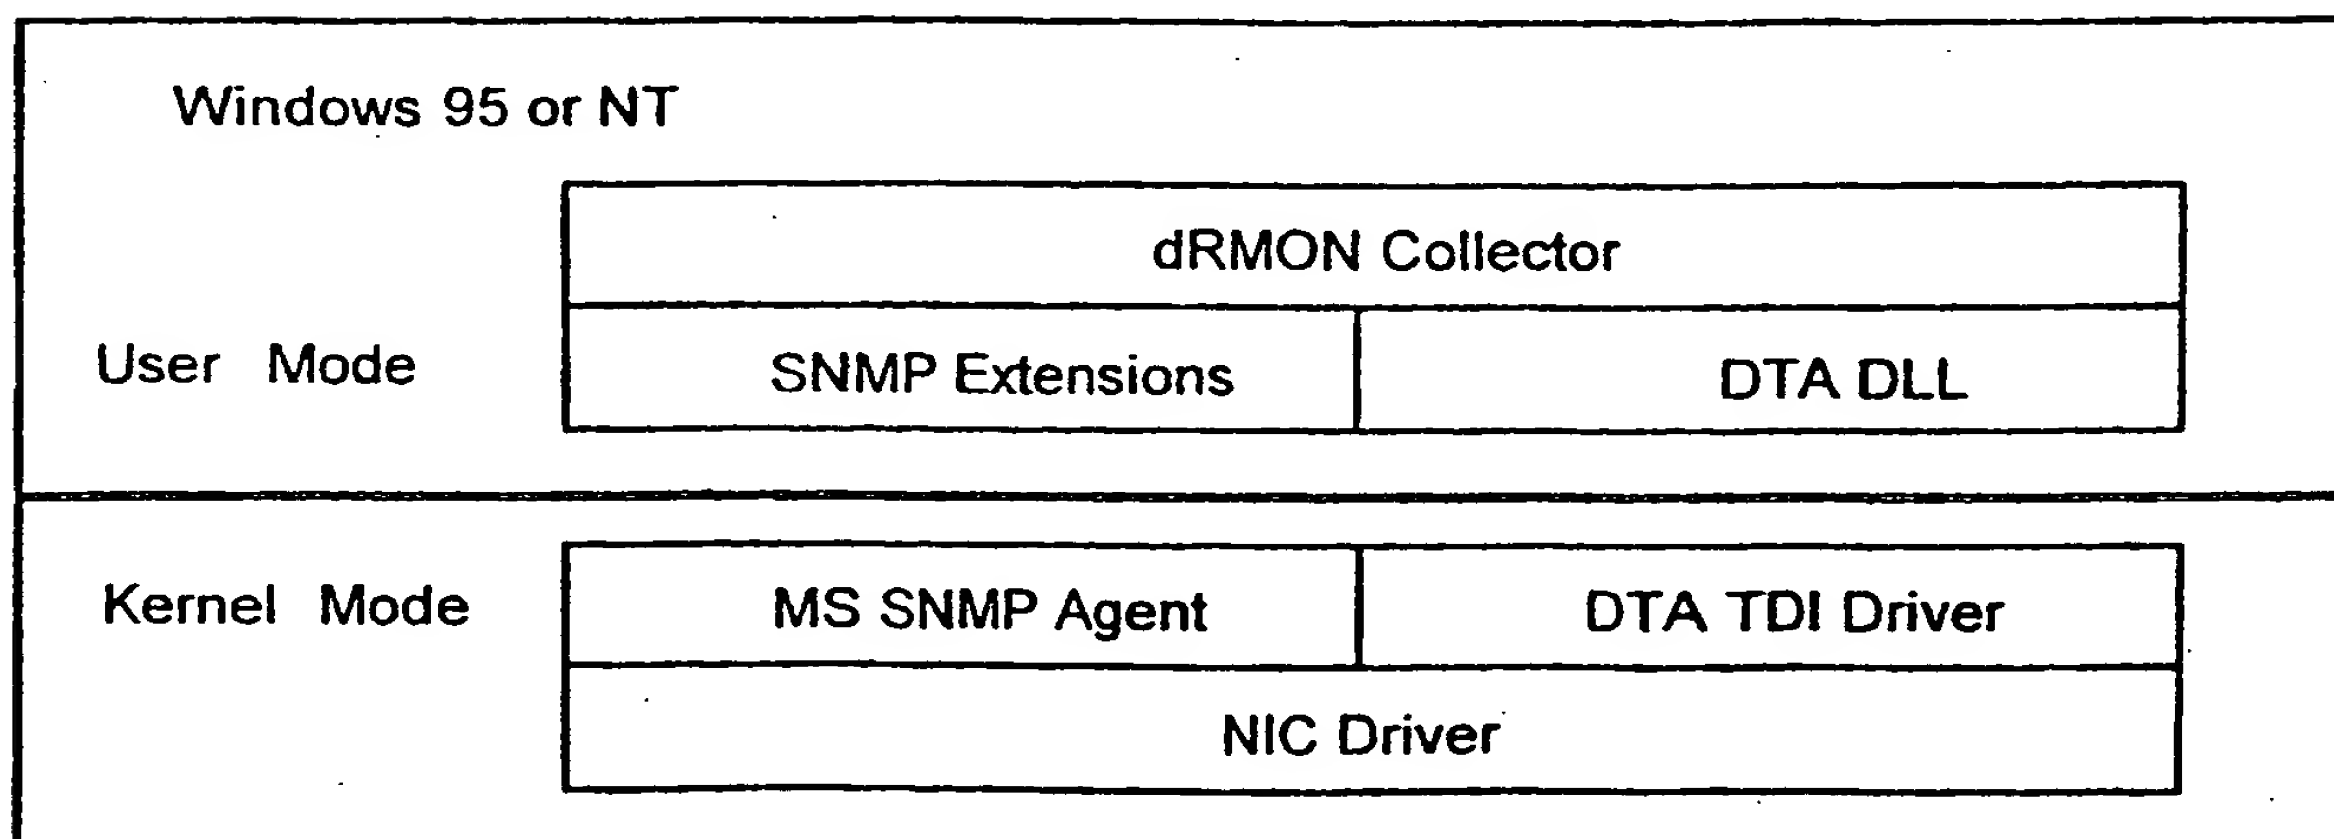 Windows 95 or NT
dRMON Collector
User Mode
SNMP Extensions
DTA DLL
Kernel Mode
MS SNMP Agent
DTA TDI Driver
NIC Driver